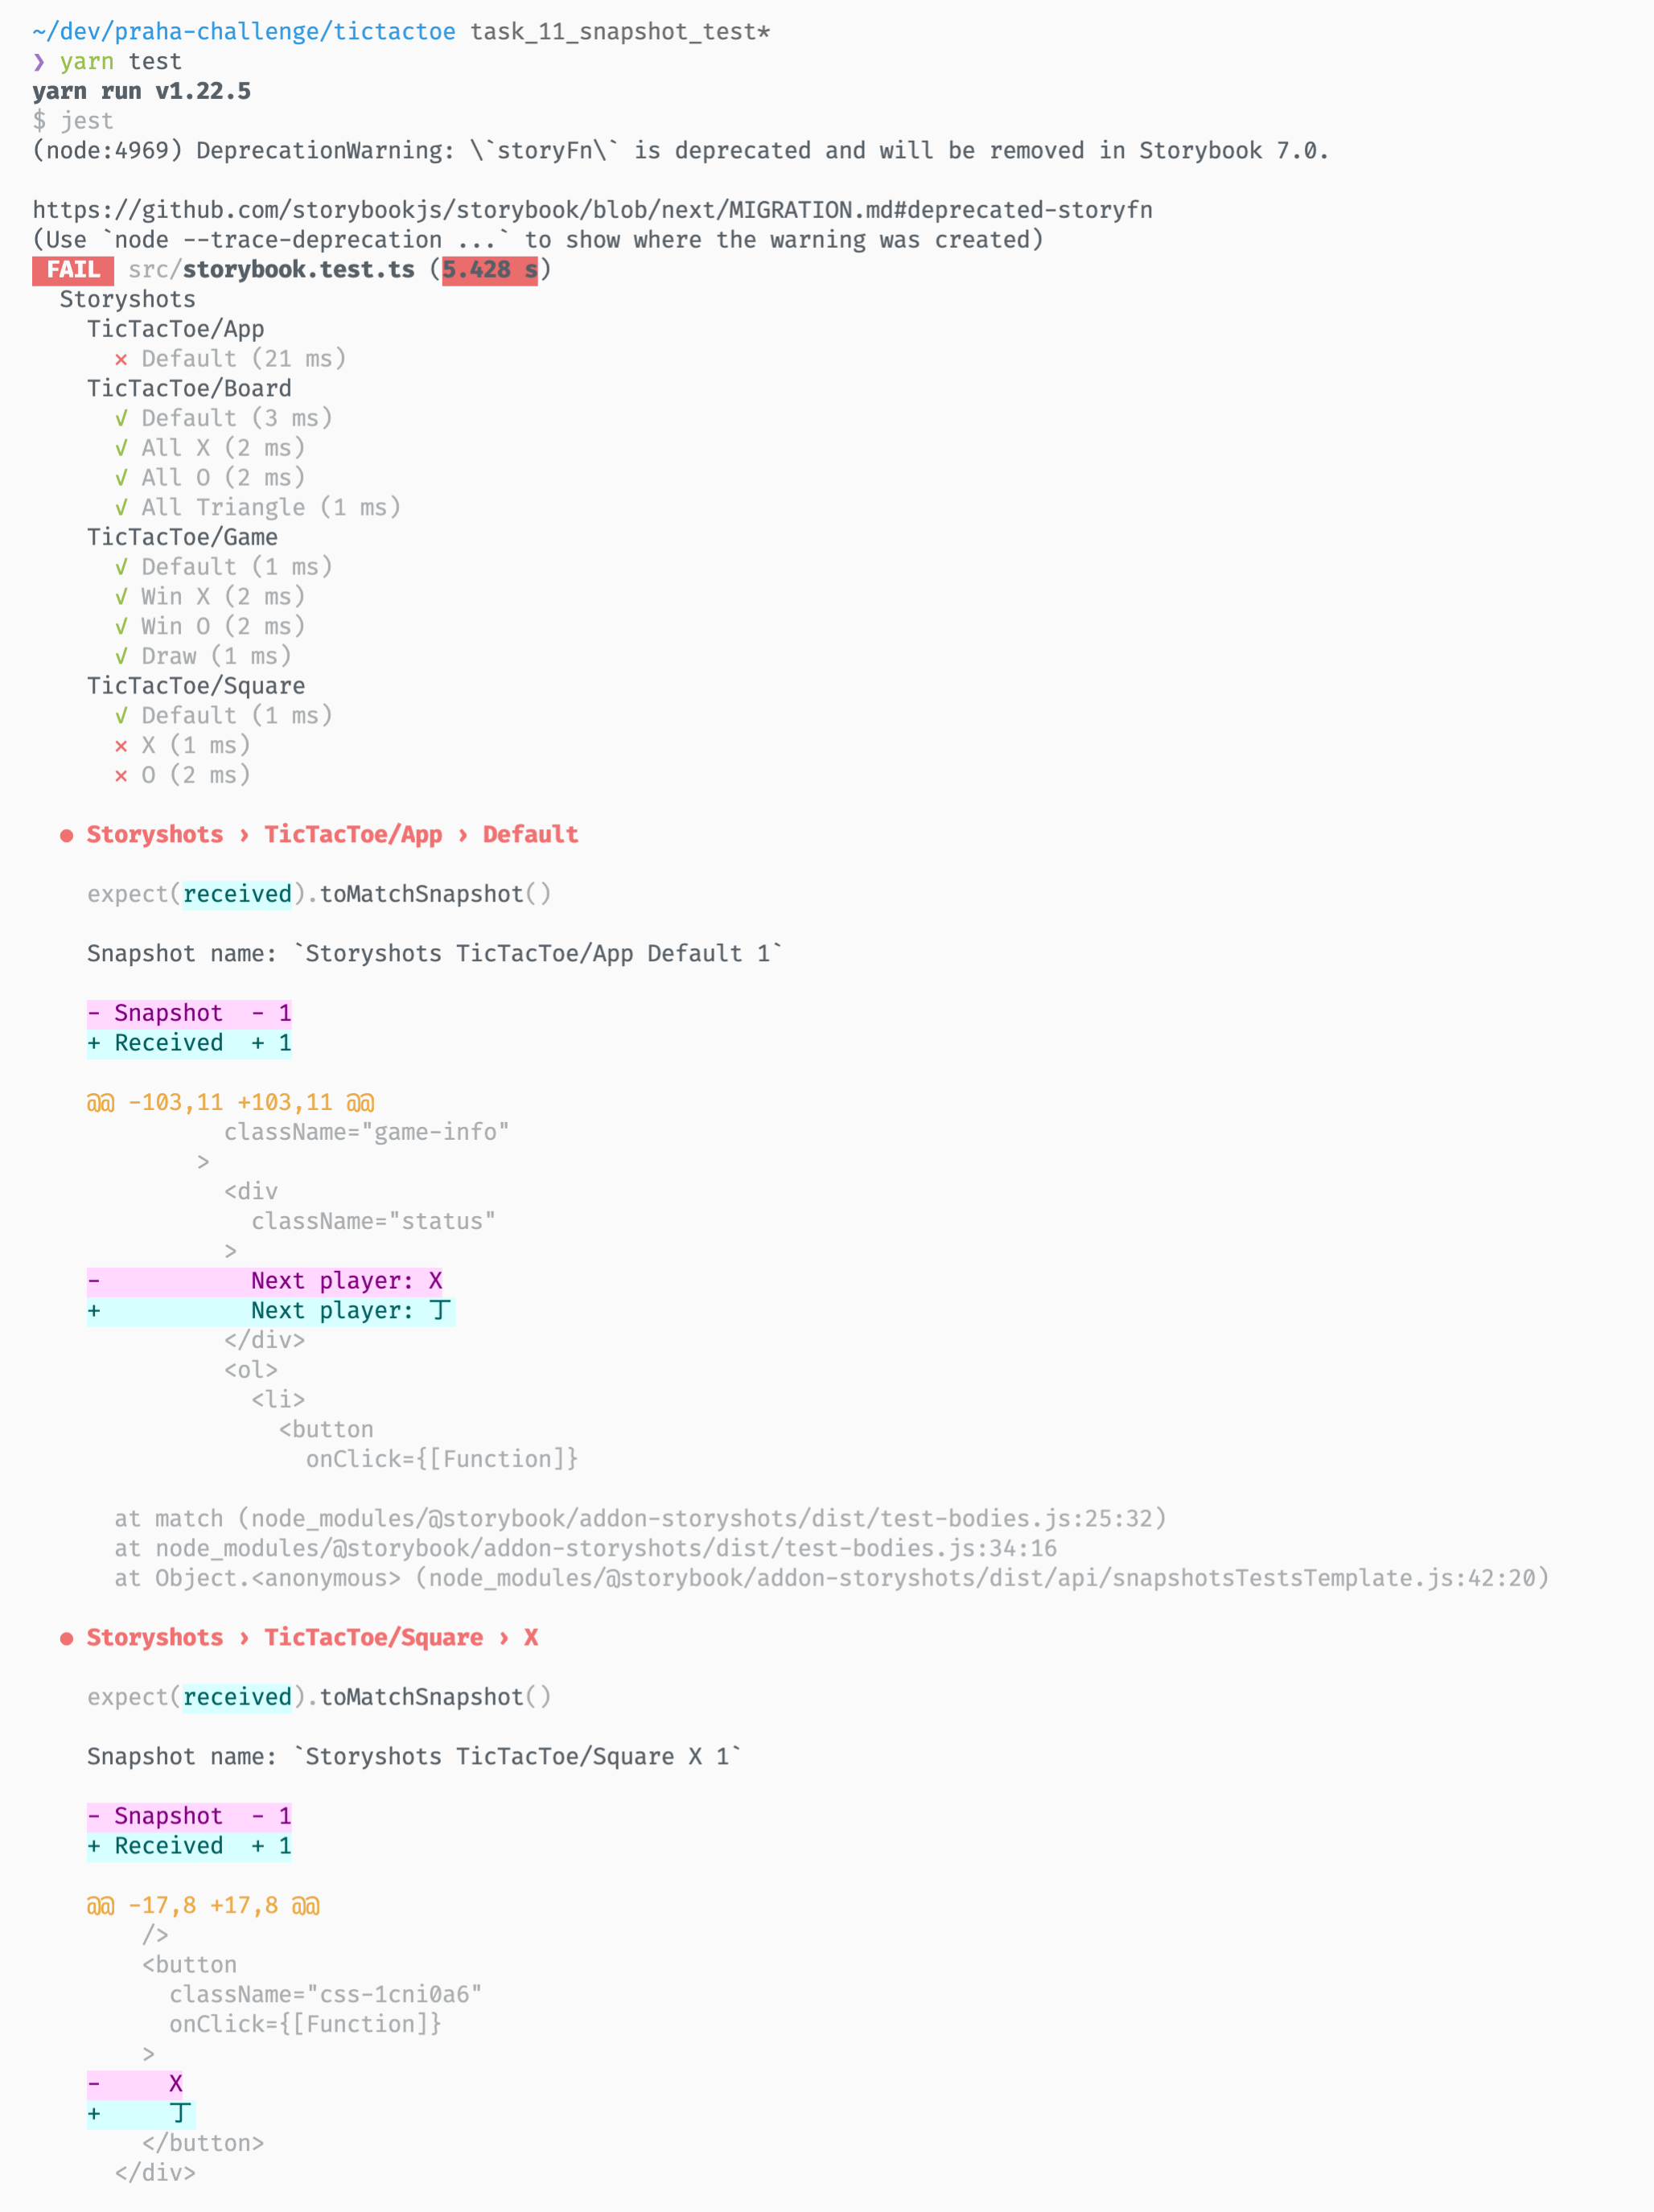 ~/dev/praha-challenge/tictactoe task_11_snapshot_test*
❯ yarn test
yarn run v1.22.5
$ jest
(node:4969) DeprecationWarning: \`storyFn\` is deprecated and will be removed in Storybook 7.0.

https://github.com/storybookjs/storybook/blob/next/MIGRATION.md#deprecated-storyfn
(Use `node --trace-deprecation ...` to show where the warning was created)
FAIL src/storybook.test.ts (5.428 s)
  Storyshots
    TicTacToe/App
      ✕ Default (21 ms)
    TicTacToe/Board
      √ Default (3 ms)
      √ All X (2 ms)
      √ All O (2 ms)
      √ All Triangle (1 ms)
    TicTacToe/Game
      √ Default (1 ms)
      √ Win X (2 ms)
      √ Win O (2 ms)
      √ Draw (1 ms)
    TicTacToe/Square
      √ Default (1 ms)
      ✕ X (1 ms)
      ✕ O (2 ms)

  ● Storyshots › TicTacToe/App › Default

    expect(received).toMatchSnapshot()

    Snapshot name: `Storyshots TicTacToe/App Default 1`

    - Snapshot  - 1
    + Received  + 1

    @@ -103,11 +103,11 @@
              className="game-info"
            >
              <div
                className="status"
              >
    -           Next player: X
    +           Next player: 丁
              </div>
              <ol>
                <li>
                  <button
                    onClick={[Function]}

      at match (node_modules/@storybook/addon-storyshots/dist/test-bodies.js:25:32)
      at node_modules/@storybook/addon-storyshots/dist/test-bodies.js:34:16
      at Object.<anonymous> (node_modules/@storybook/addon-storyshots/dist/api/snapshotsTestsTemplate.js:42:20)

  ● Storyshots › TicTacToe/Square › X

    expect(received).toMatchSnapshot()

    Snapshot name: `Storyshots TicTacToe/Square X 1`

    - Snapshot  - 1
    + Received  + 1

    @@ -17,8 +17,8 @@
        />
        <button
          className="css-1cni0a6"
          onClick={[Function]}
        >
    -     X
    +     丁
        </button>
      </div>